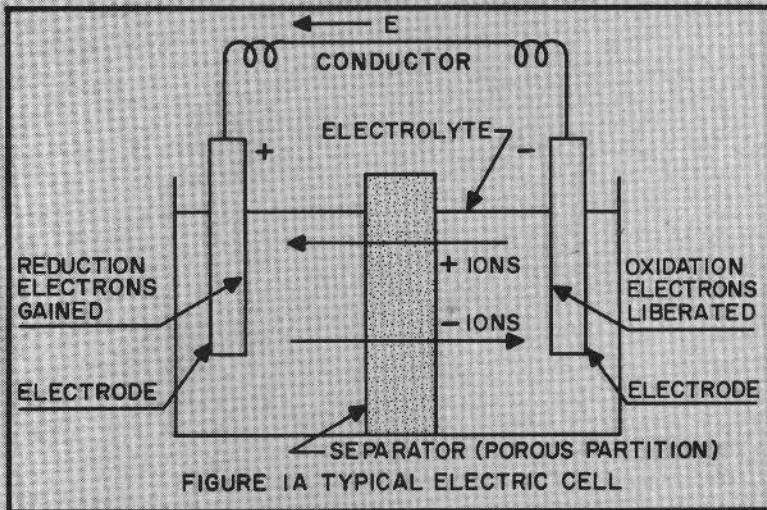 E
CONDUCTOR
ELECTROLYTE
+
-
REDUCTION
ELECTRONS
GAINED
+ IONS
- IONS
OXIDATION
ELECTRONS
LIBERATED
ELECTRODE
ELECTRODE
SEPARATOR (POROUS PARTITION)
FIGURE 1A TYPICAL ELECTRIC CELL